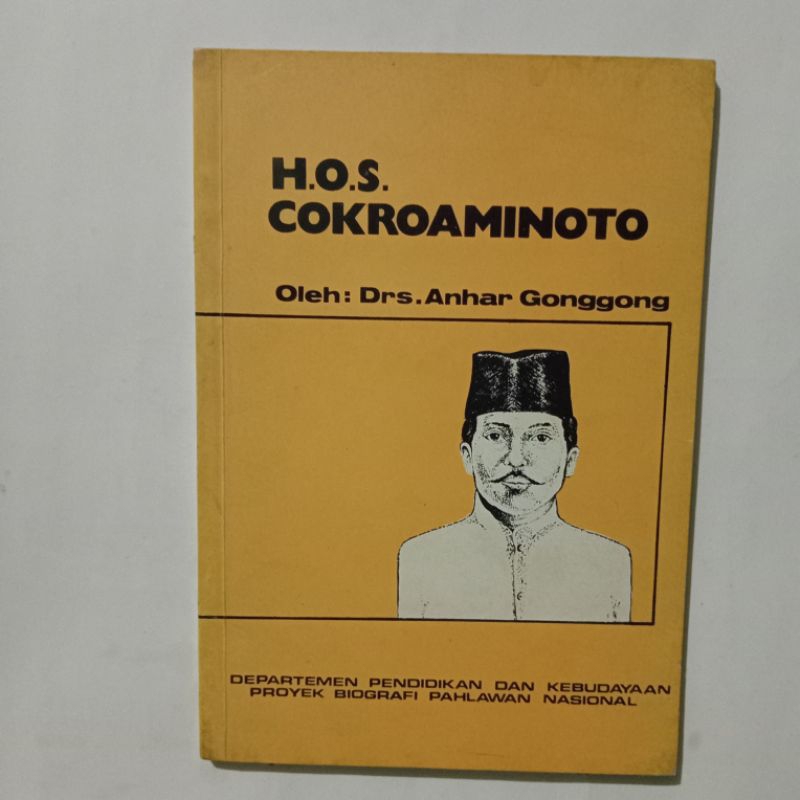 H.O.S.
COKROAMINOTO
Oleh: Drs. Anhar Gonggong
DEPARTEMEN PENDIDIKAN DAN KEBUDAYAAN
PROYEK BIOGRAFI PAHLAWAN NASIONAL